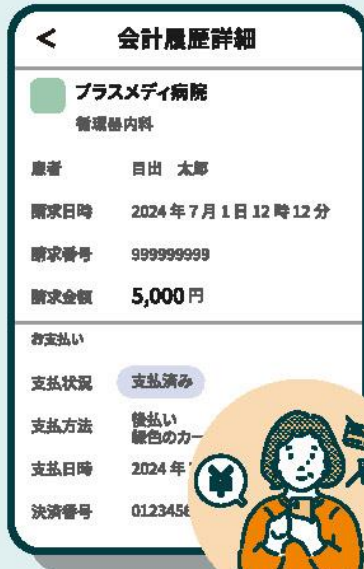 < 会計履歴詳細
プラスメディ病院
循環器内科
患者 目出 太郎
請求日時 2024年7月1日12時12分
請求番号 999999999
請求金額 5,000円
お支払い
支払状況 支払済み
支払方法 後払い
緑色のカー
支払日時 2024年
決済番号 0123456
¥